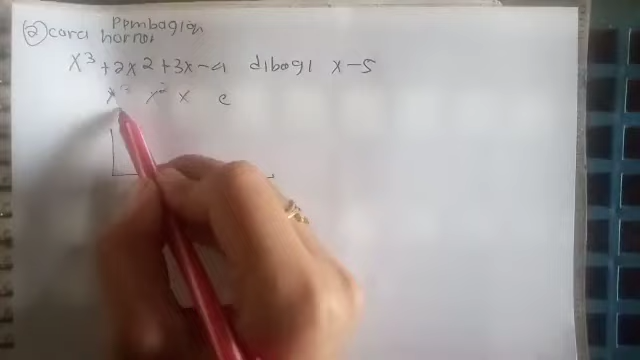 ② cara Pembagian
horner
x³ + 2x² + 3x - 4 dibagi x - 5
x³ x² x c